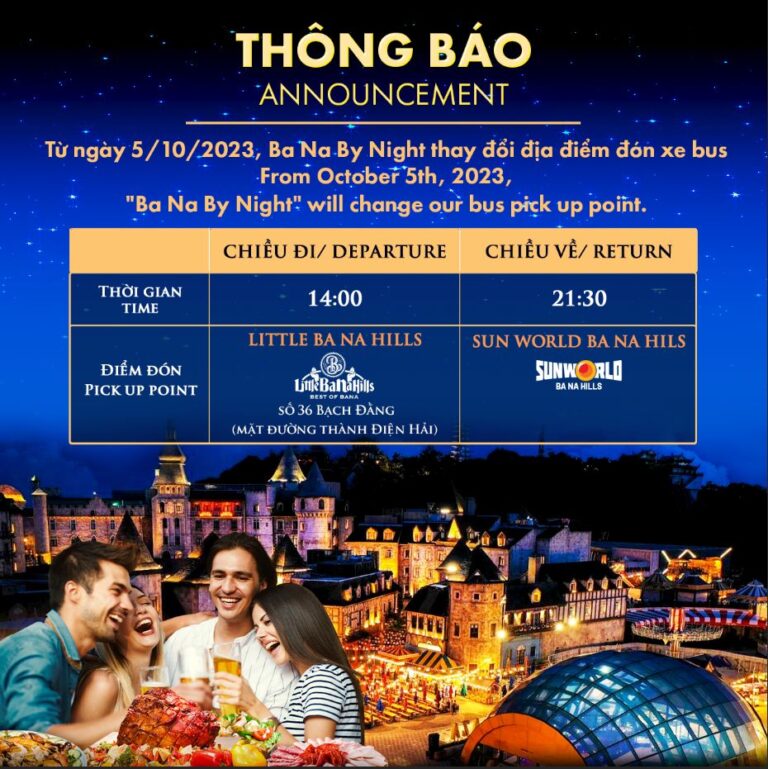 THÔNG BÁO
ANNOUNCEMENT
Từ ngày 5/10/2023, Ba Na By Night thay đổi địa điểm đón xe bus
From October 5th, 2023,
"Ba Na By Night" will change our bus pick up point.
CHIỀU ĐI/ DEPARTURE
CHIỀU VỀ/ RETURN
THỜI GIAN
TIME
14:00
21:30
ĐIỂM ĐÓN
PICK UP POINT
LITTLE BA NA HILLS
LittleBaNaHills
BEST OF BANA
SỐ 36 BẠCH ĐẰNG
(MẶT ĐƯỜNG THÀNH ĐIỆN HẢI)
SUN WORLD BA NA HILS
SUNWORLD
BA NA HILLS